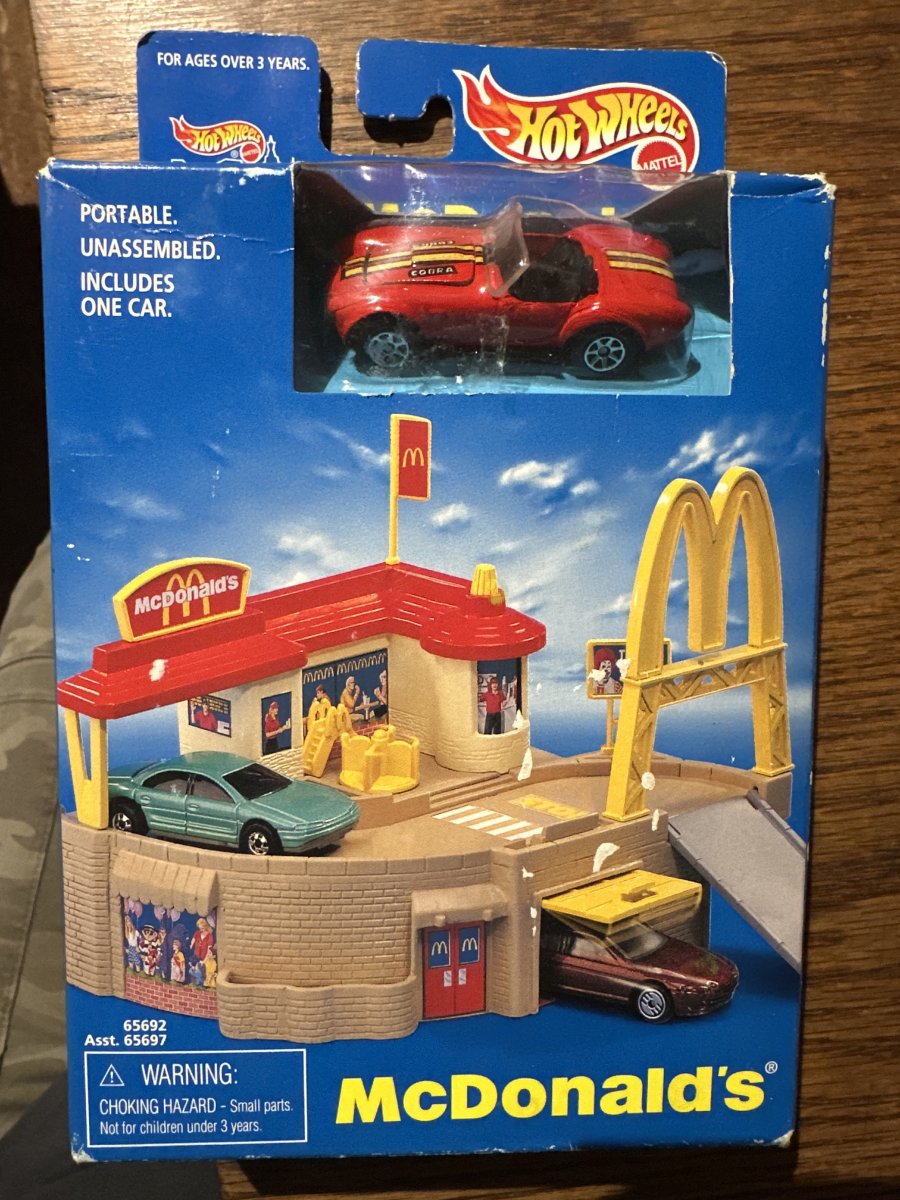 FOR AGES OVER 3 YEARS.
Hot Wheels
MATTEL
Hot Wheels
PORTABLE.
UNASSEMBLED.
INCLUDES
ONE CAR.
COBRA
COBRA
McDonald's
65692
Asst. 65697
WARNING:
CHOKING HAZARD - Small parts.
Not for children under 3 years.
McDonald's®